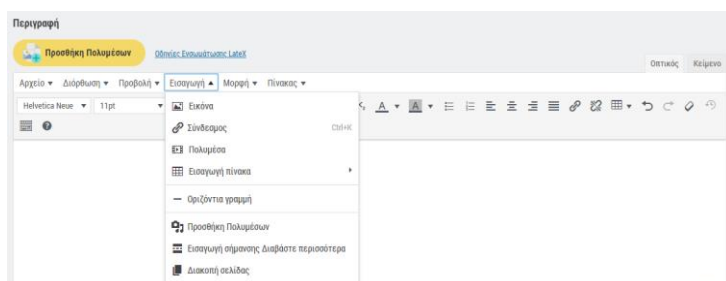 Περιγραφή
Προσθήκη Πολυμέσων Οδηγίες Ενσωμάτωσης LateX
Οπτικός Κείμενο
Αρχείο Διόρθωση Προβολή Εισαγωγή Μορφή Πίνακας
Helvetica Neue 11pt
Εικόνα
Σύνδεσμος Ctrl+K
Πολυμέσα
Εισαγωγή πίνακα
Οριζόντια γραμμή
Προσθήκη Πολυμέσων
Εισαγωγή σήμανσης Διαβάστε περισσότερα
Διακοπή σελίδας